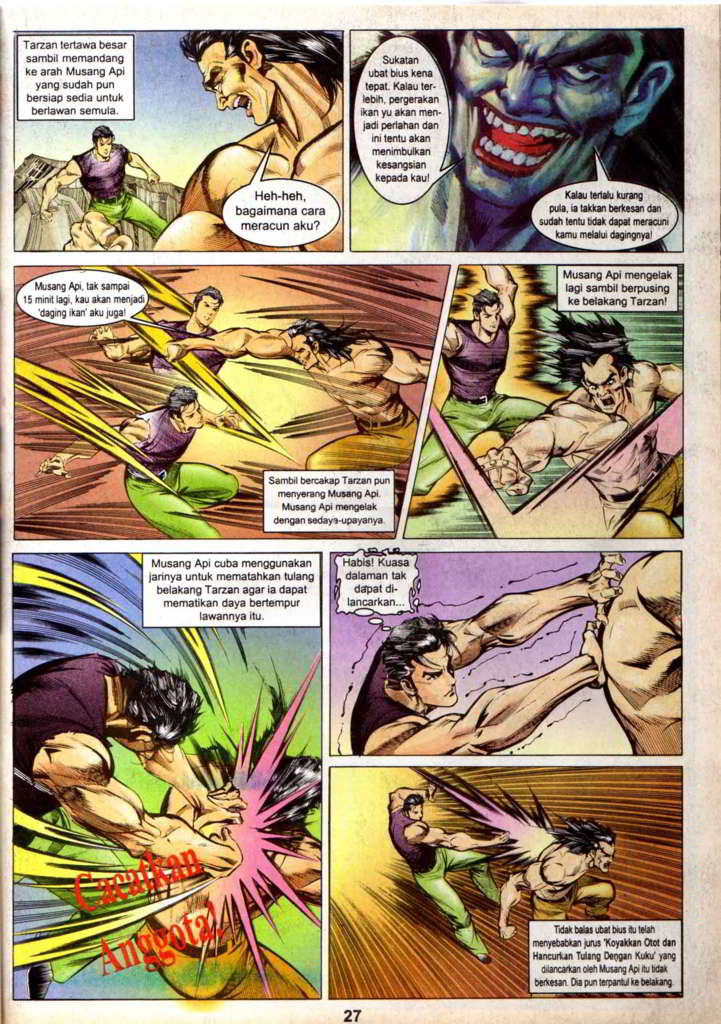 Tarzan tertawa besar
sambil memandang
ke arah Musang Api
yang sudah pun
bersiap sedia untuk
berlawan semula.
Heh-heh,
bagaimana cara
meracun aku?
Sukatan
ubat bius kena
tepat. Kalau ter-
lebih, pergerakan
ikan yu akan men-
jadi perlahan dan
ini tentu akan
menimbulkan
kesangsian
kepada kau!
Kalau terlalu kurang
pula, ia takkan berkesan dan
sudah tentu tidak dapat meracuni
kamu melalui dagingnya!
Musang Api, tak sampai
15 minit lagi, kau akan menjadi
'daging ikan' aku juga!
Sambil bercakap Tarzan pun
menyerang Musang Api.
Musang Api mengelak
dengan sedaya-upayanya.
Musang Api mengelak
lagi sambil berpusing
ke belakang Tarzan!
Musang Api cuba menggunakan
jarinya untuk mematahkan tulang
belakang Tarzan agar ia dapat
mematikan daya bertempur
lawannya itu.
Cacatkan
Anggota!
Habis! Kuasa
dalaman tak
dapat di-
lancarkan...
Tidak balas ubat bius itu telah
menyebabkan jurus 'Koyakkan Otot dan
Hancurkan Tulang Dengan Kuku' yang
dilancarkan oleh Musang Api itu tidak
berkesan. Dia pun terpantul ke belakang.
27